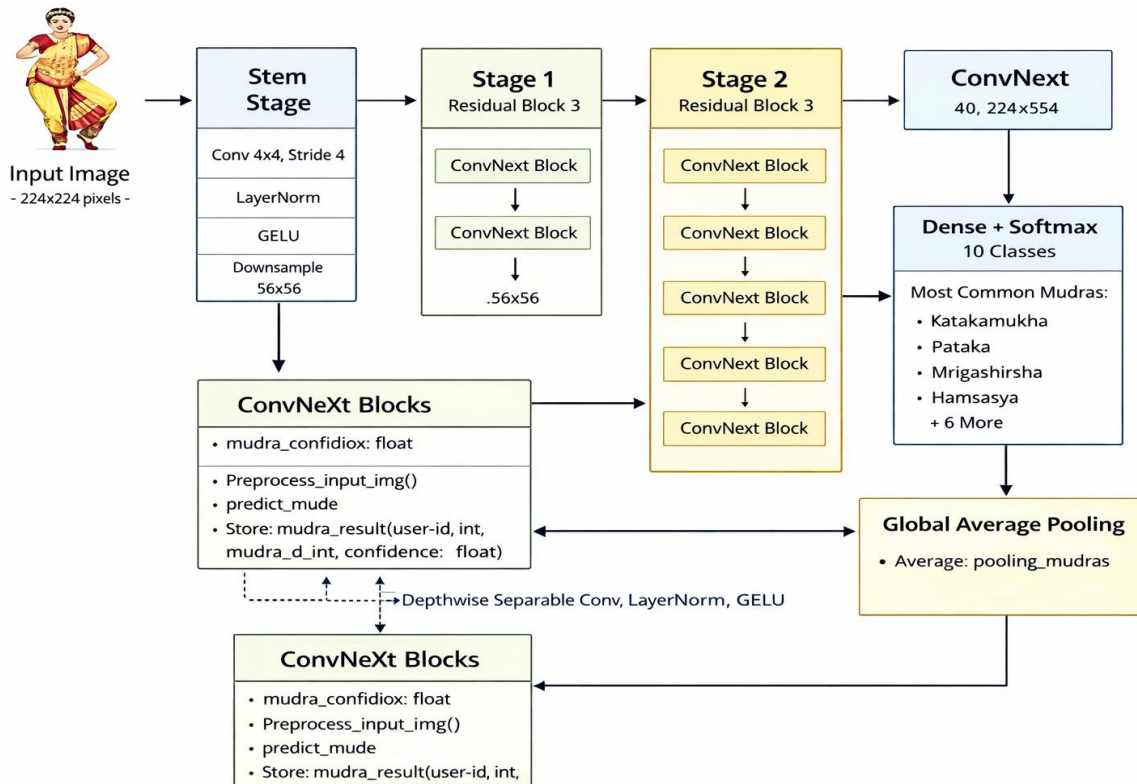 Input Image
- 224x224 pixels -
Stem
Stage
Conv 4x4, Stride 4
LayerNorm
GELU
Downsample
56x56
Stage 1
Residual Block 3
ConvNext Block
ConvNext Block
.56x56
Stage 2
Residual Block 3
ConvNext Block
ConvNext Block
ConvNext Block
ConvNext Block
ConvNext Block
ConvNext
40, 224x554
Dense + Softmax
10 Classes
Most Common Mudras:
• Katakamukha
• Pataka
• Mrigashirsha
• Hamsasya
+ 6 More
ConvNeXt Blocks
• mudra_confidiox: float
• Preprocess_input_img()
• predict_mude
• Store: mudra_result(user-id, int,
mudra_d_int, confidence: float)
Global Average Pooling
• Average: pooling_mudras
Depthwise Separable Conv, LayerNorm, GELU
ConvNeXt Blocks
• mudra_confidiox: float
• Preprocess_input_img()
• predict_mude
• Store: mudra_result(user-id, int,